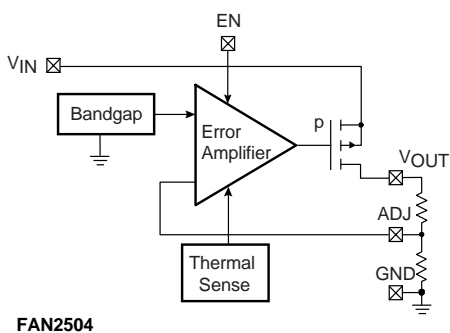 EN
VIN
Bandgap
Error
Amplifier
p
VOUT
ADJ
Thermal
Sense
GND
FAN2504